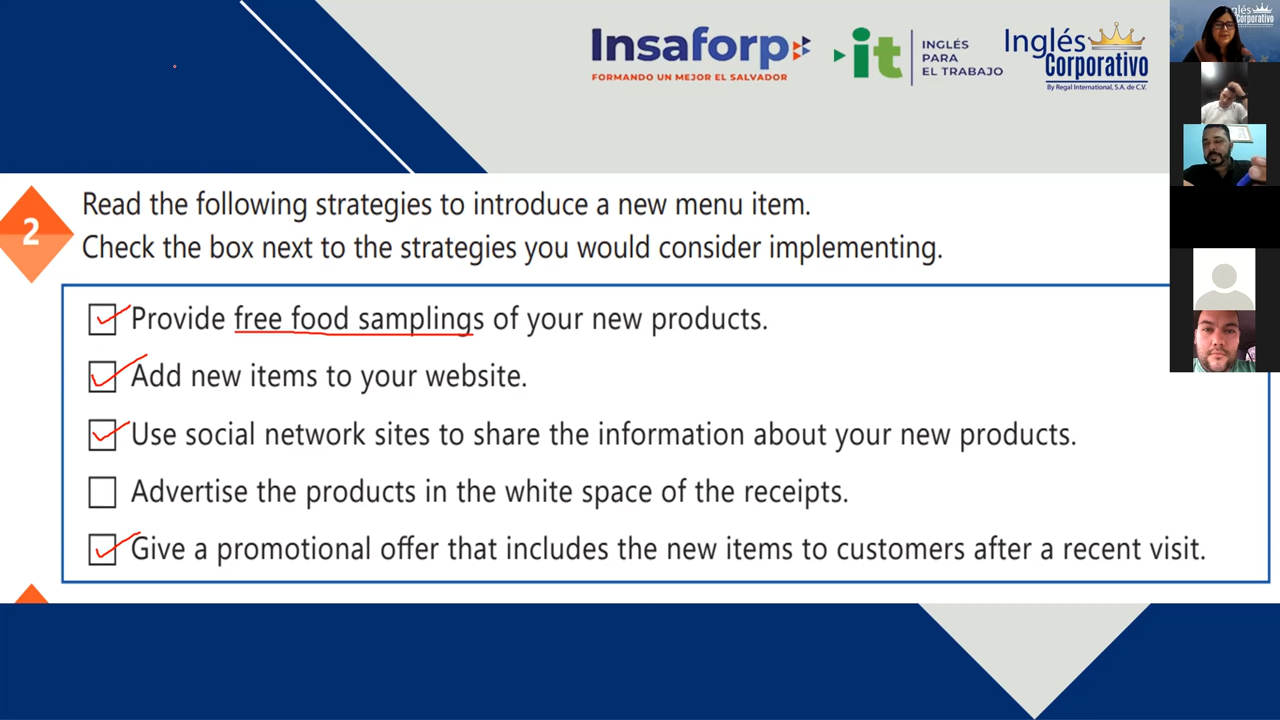 Insaforp
FORMANDO UN MEJOR EL SALVADOR
it
INGLÉS
PARA
EL TRABAJO
Inglés
Corporativo
By Regal International, S.A. de C.V.
Inglés
Corporativo
2
Read the following strategies to introduce a new menu item.
Check the box next to the strategies you would consider implementing.
Provide free food samplings of your new products.
Add new items to your website.
Use social network sites to share the information about your new products.
Advertise the products in the white space of the receipts.
Give a promotional offer that includes the new items to customers after a recent visit.